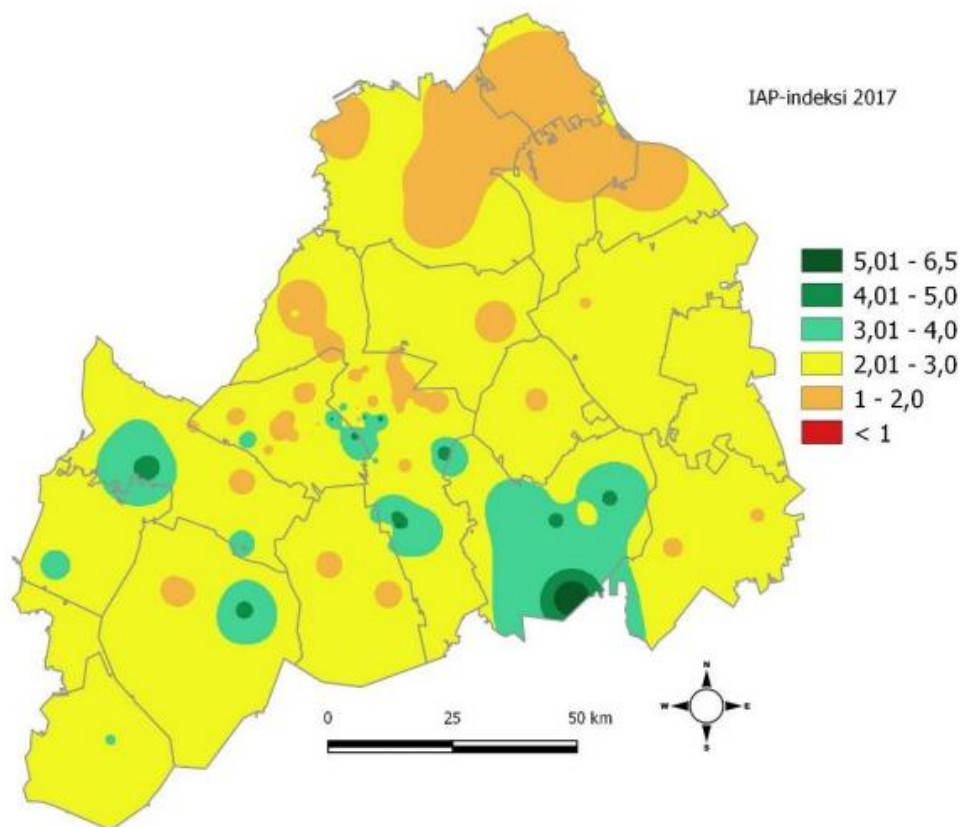 IAP-indeksi 2017
5,01 - 6,5
4,01 - 5,0
3,01 - 4,0
2,01 - 3,0
1 - 2,0
< 1
N
W E
S
0 25 50 km